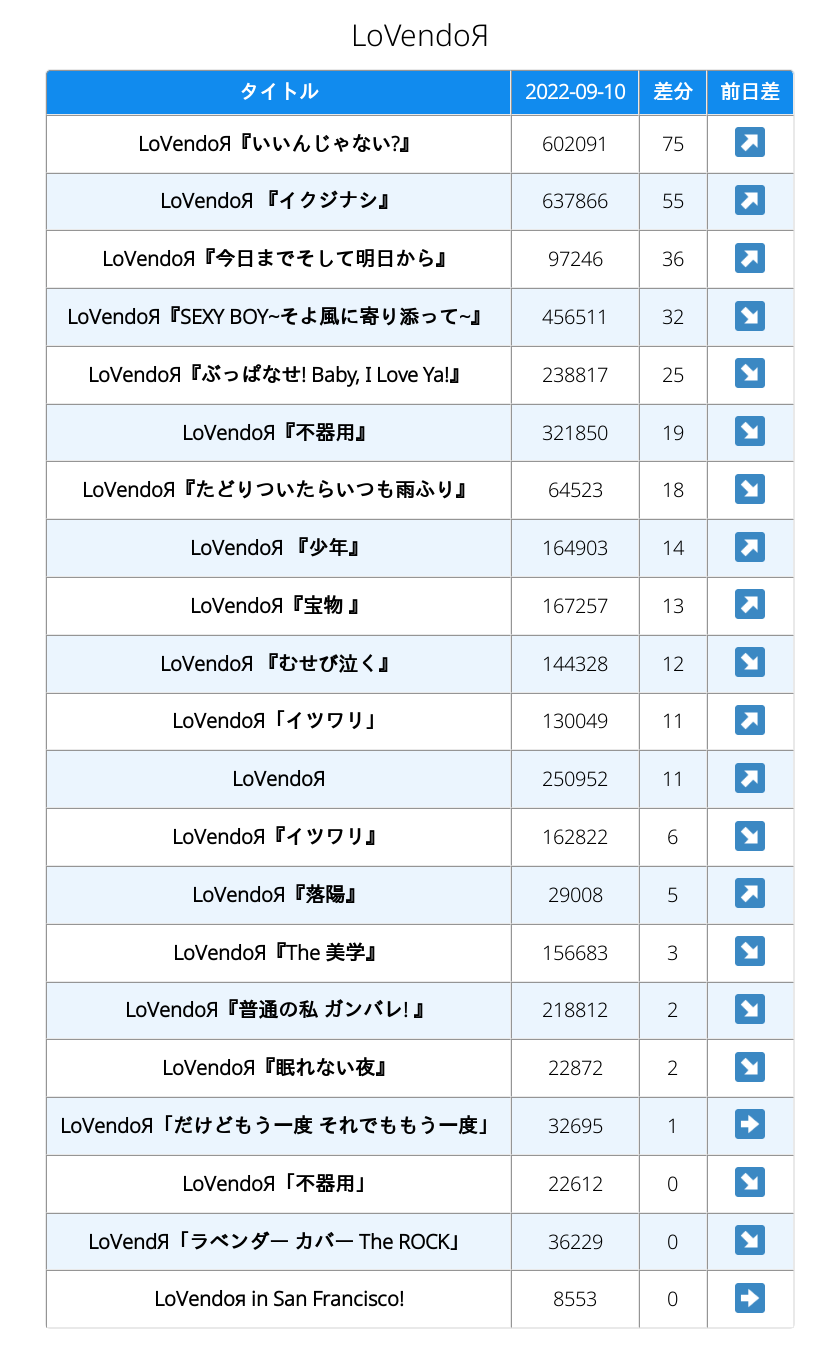 LoVendoЯ
タイトル 2022-09-10 差分 前日差
LoVendoЯ『いいんじゃない?』 602091 75 ↗
LoVendoЯ 『イクジナシ』 637866 55 ↗
LoVendoЯ『今日までそして明日から』 97246 36 ↗
LoVendoЯ『SEXY BOY~そよ風に寄り添って~』 456511 32 ↘
LoVendoЯ『ぶっぱなせ! Baby, I Love Ya!』 238817 25 ↘
LoVendoЯ『不器用』 321850 19 ↘
LoVendoЯ『たどりついたらいつも雨ふり』 64523 18 ↘
LoVendoЯ 『少年』 164903 14 ↗
LoVendoЯ『宝物 』 167257 13 ↗
LoVendoЯ 『むせび泣く』 144328 12 ↘
LoVendoЯ「イツワリ」 130049 11 ↗
LoVendoЯ 250952 11 ↗
LoVendoЯ『イツワリ』 162822 6 ↘
LoVendoЯ『落陽』 29008 5 ↗
LoVendoЯ『The 美学』 156683 3 ↘
LoVendoЯ『普通の私 ガンバレ! 』 218812 2 ↘
LoVendoЯ『眠れない夜』 22872 2 ↘
LoVendoЯ「だけどもう一度 それでももう一度」 32695 1 ➡
LoVendoЯ「不器用」 22612 0 ↘
LoVendЯ「ラベンダー カバー The ROCK」 36229 0 ↘
LoVendoя in San Francisco! 8553 0 ➡